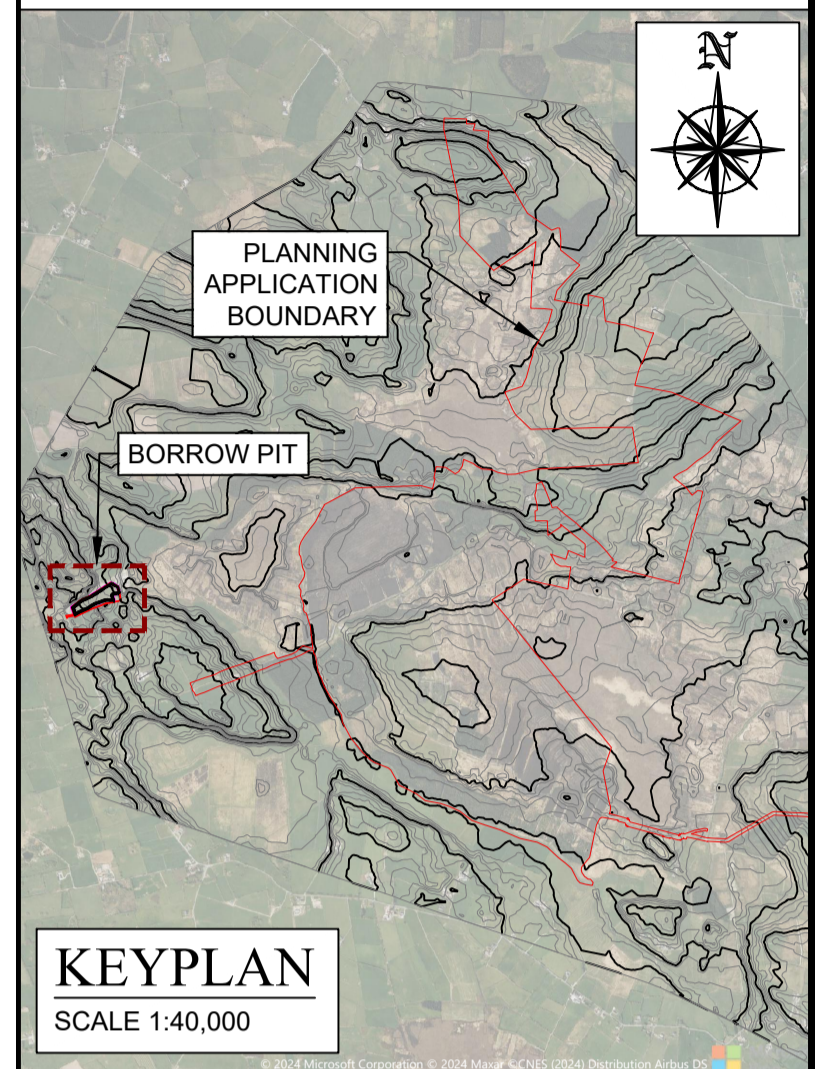 N
PLANNING
APPLICATION
BOUNDARY
BORROW PIT
KEYPLAN
SCALE 1:40,000
© 2024 Microsoft Corporation © 2024 Maxar ©CNES (2024) Distribution Airbus DS